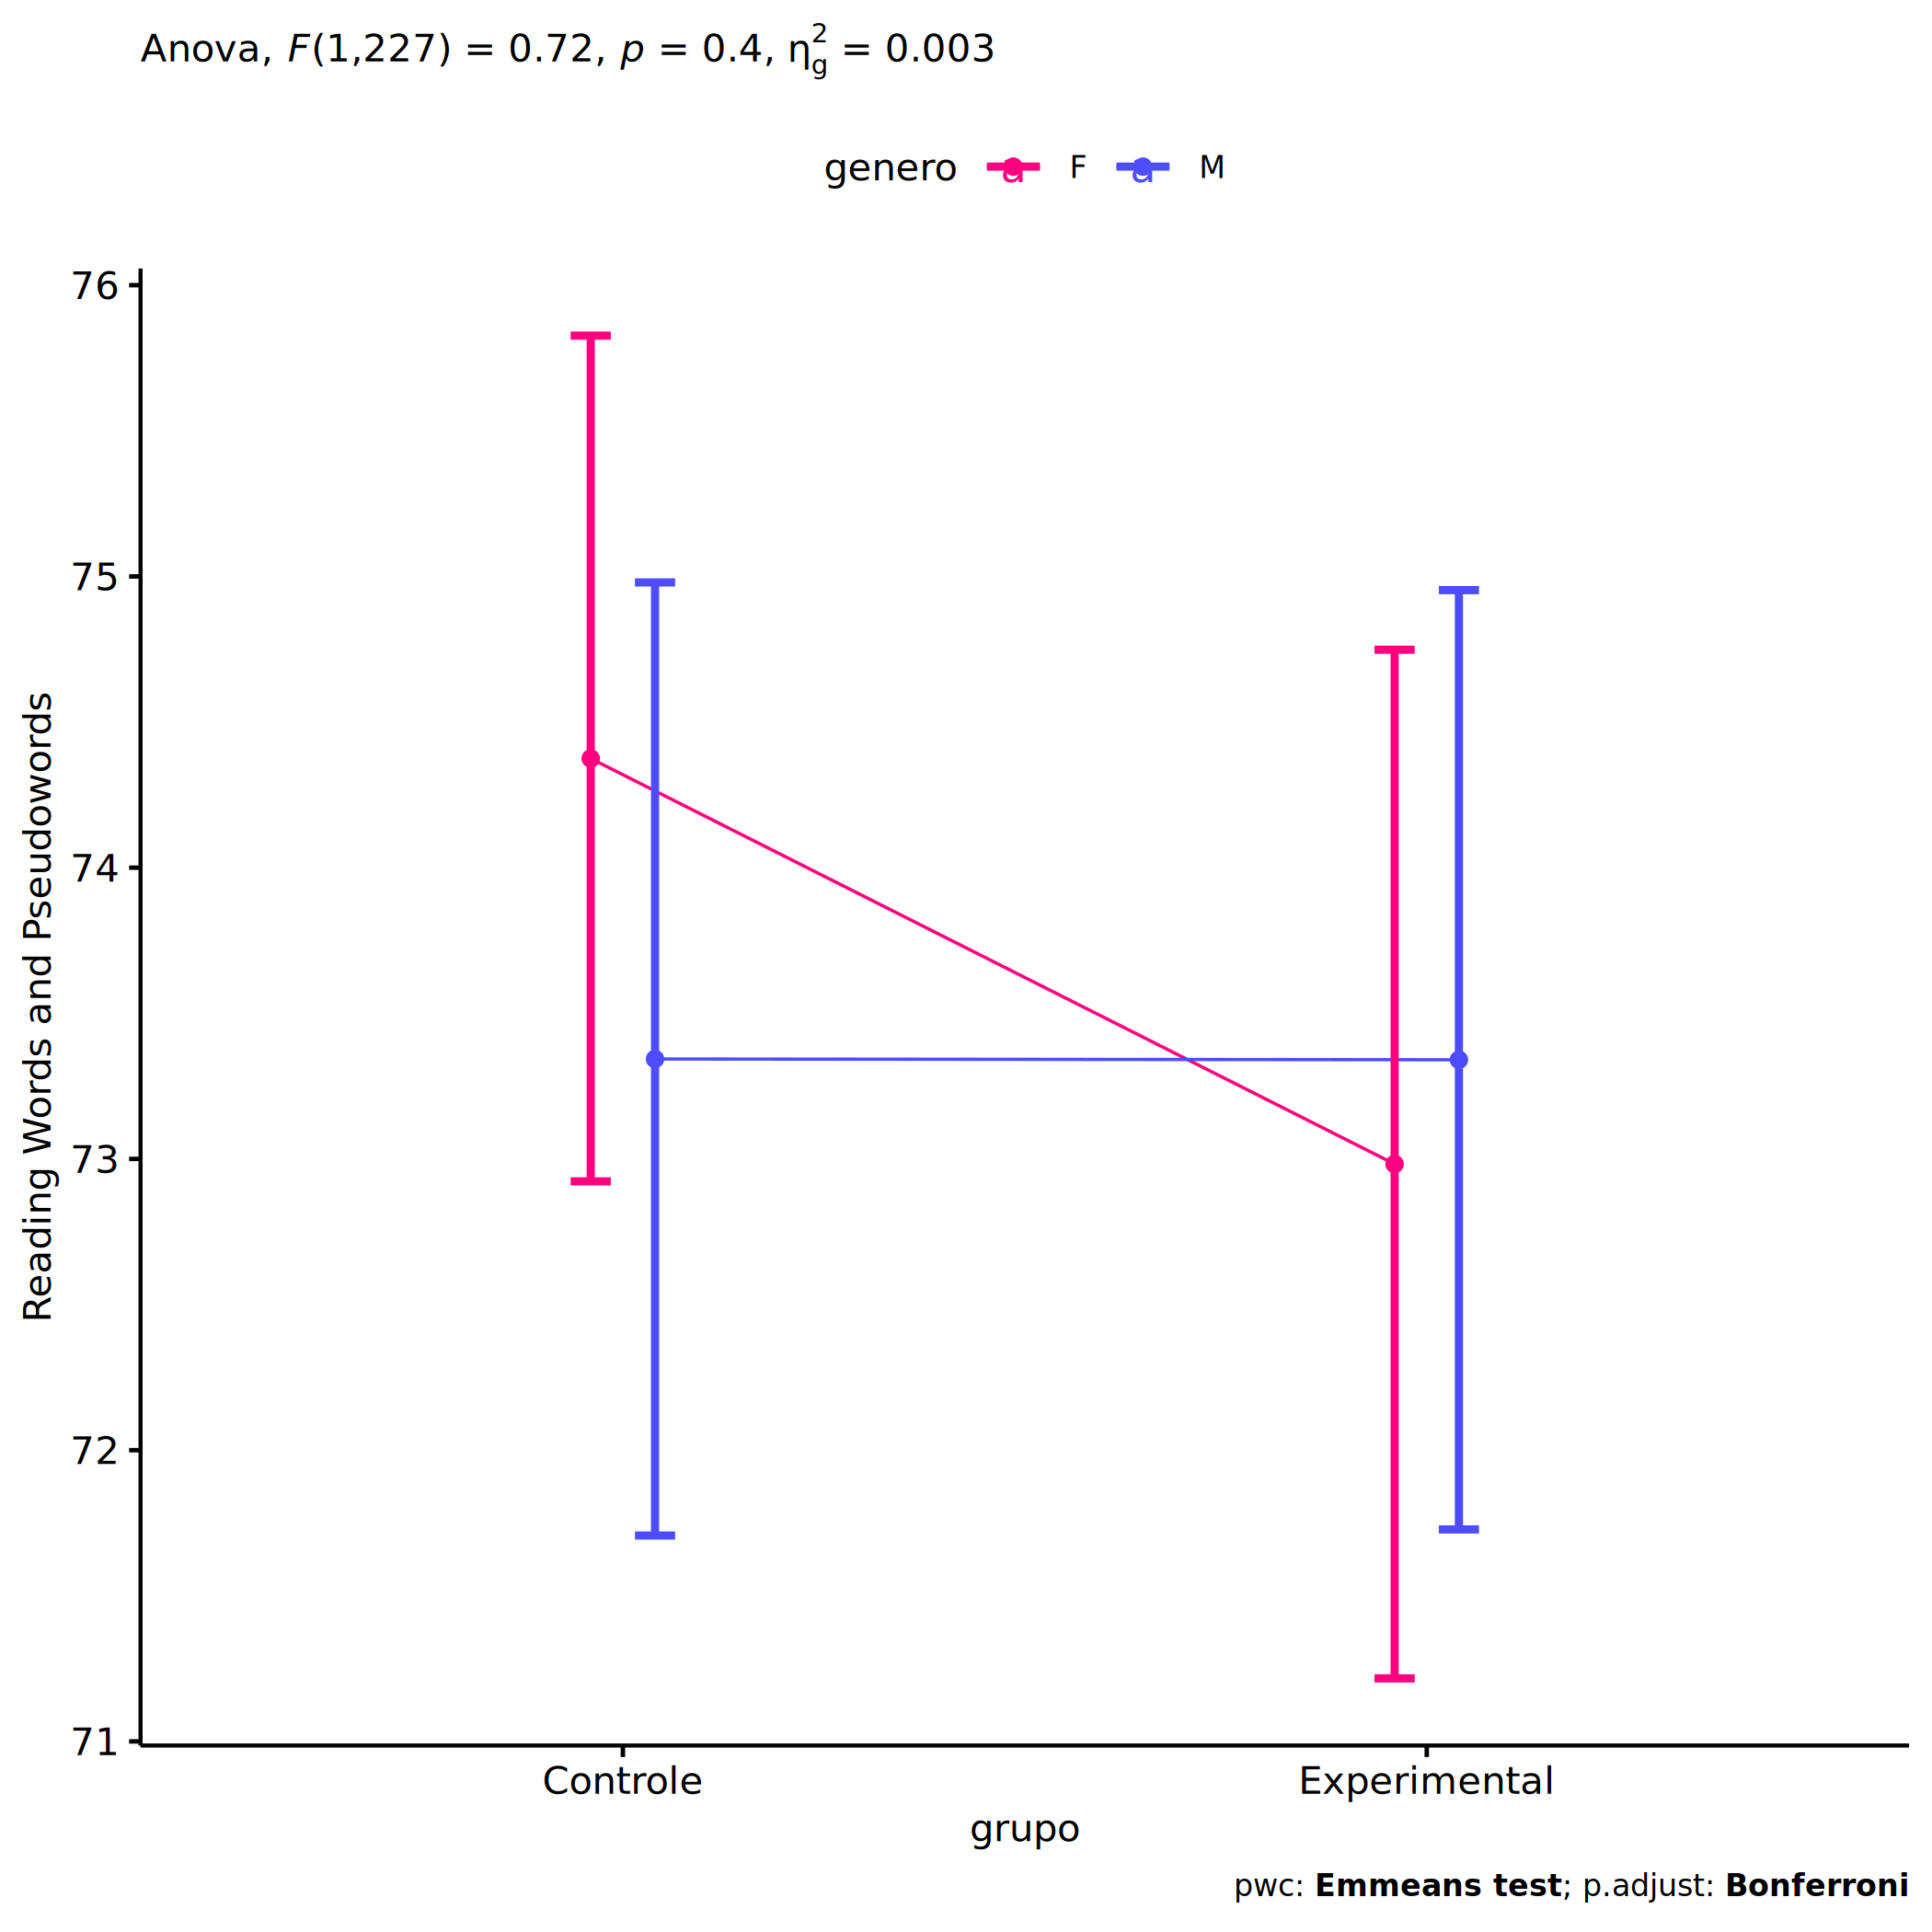 Anova, F(1,227) = 0.72, p = 0.4, η²g = 0.003
genero a F a M
76
75
74
73
72
71
Reading Words and Pseudowords
Controle Experimental
grupo
pwc: Emmeans test; p.adjust: Bonferroni